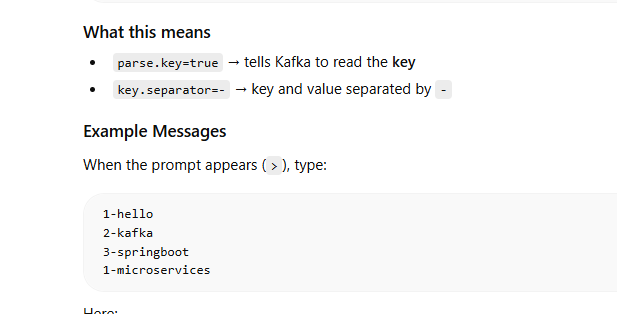 What this means
• parse.key=true → tells Kafka to read the key
• key.separator=- → key and value separated by -
Example Messages
When the prompt appears ( > ), type:
1-hello
2-kafka
3-springboot
1-microservices
Here: